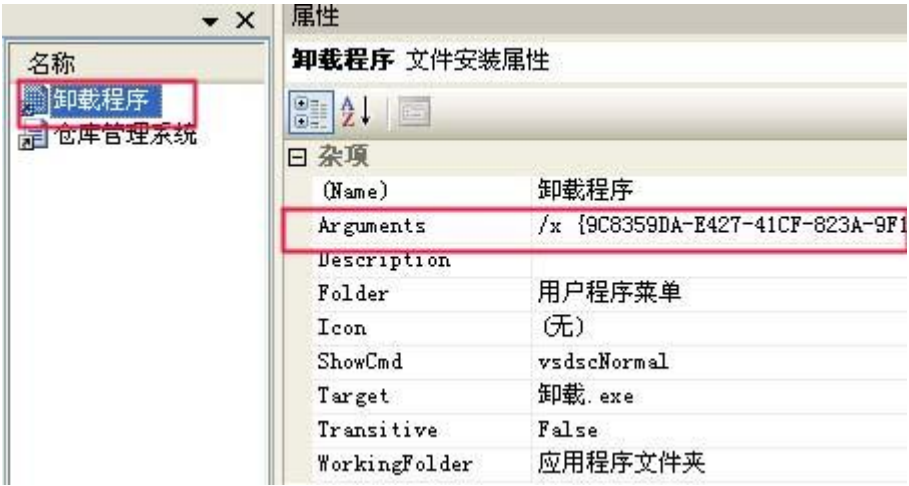 名称
卸载程序
仓库管理系统
属性
卸载程序 文件安装属性
杂项
(Name) 卸载程序
Arguments /x {9C8359DA-E427-41CF-823A-9F1
Description
Folder 用户程序菜单
Icon (无)
ShowCmd vsdscNormal
Target 卸载.exe
Transitive False
WorkingFolder 应用程序文件夹